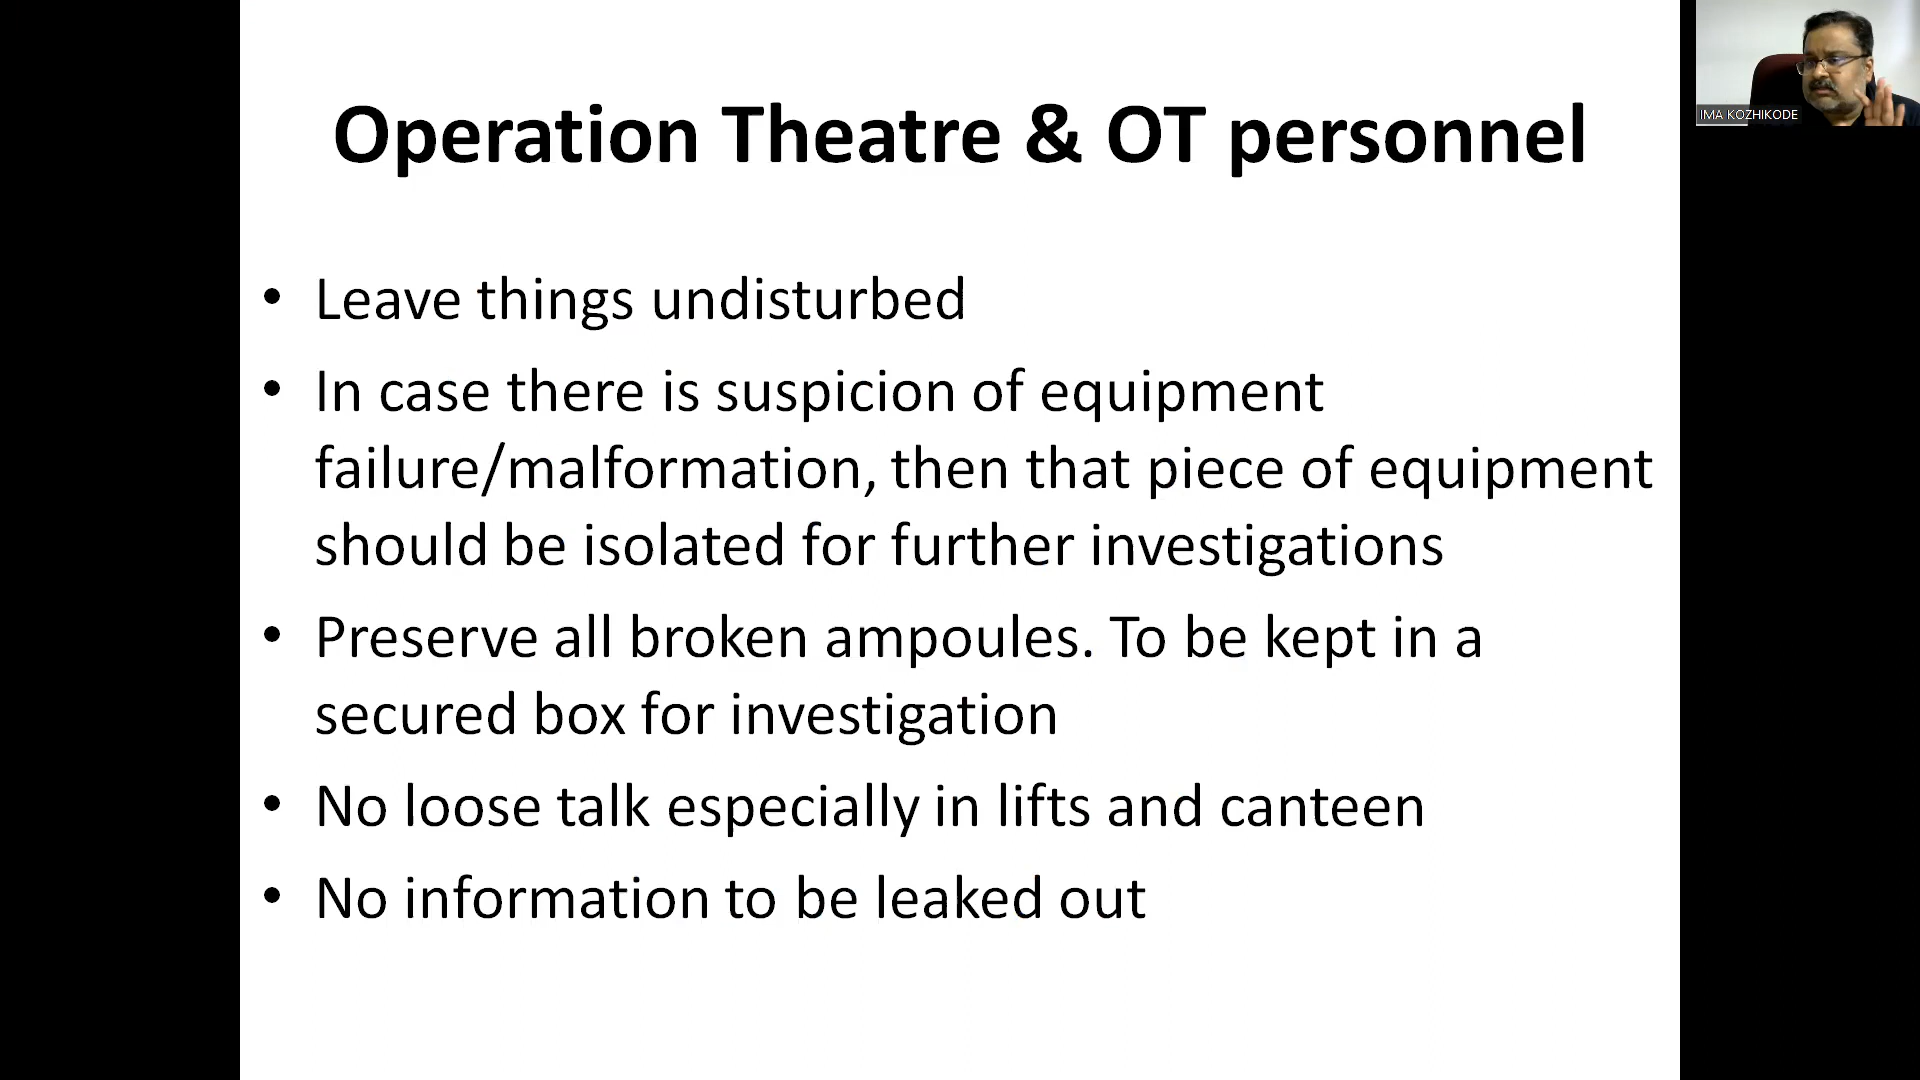 Operation Theatre & OT personnel
IMA KOZHIKODE
• Leave things undisturbed
• In case there is suspicion of equipment
failure/malformation, then that piece of equipment
should be isolated for further investigations
• Preserve all broken ampoules. To be kept in a
secured box for investigation
• No loose talk especially in lifts and canteen
• No information to be leaked out